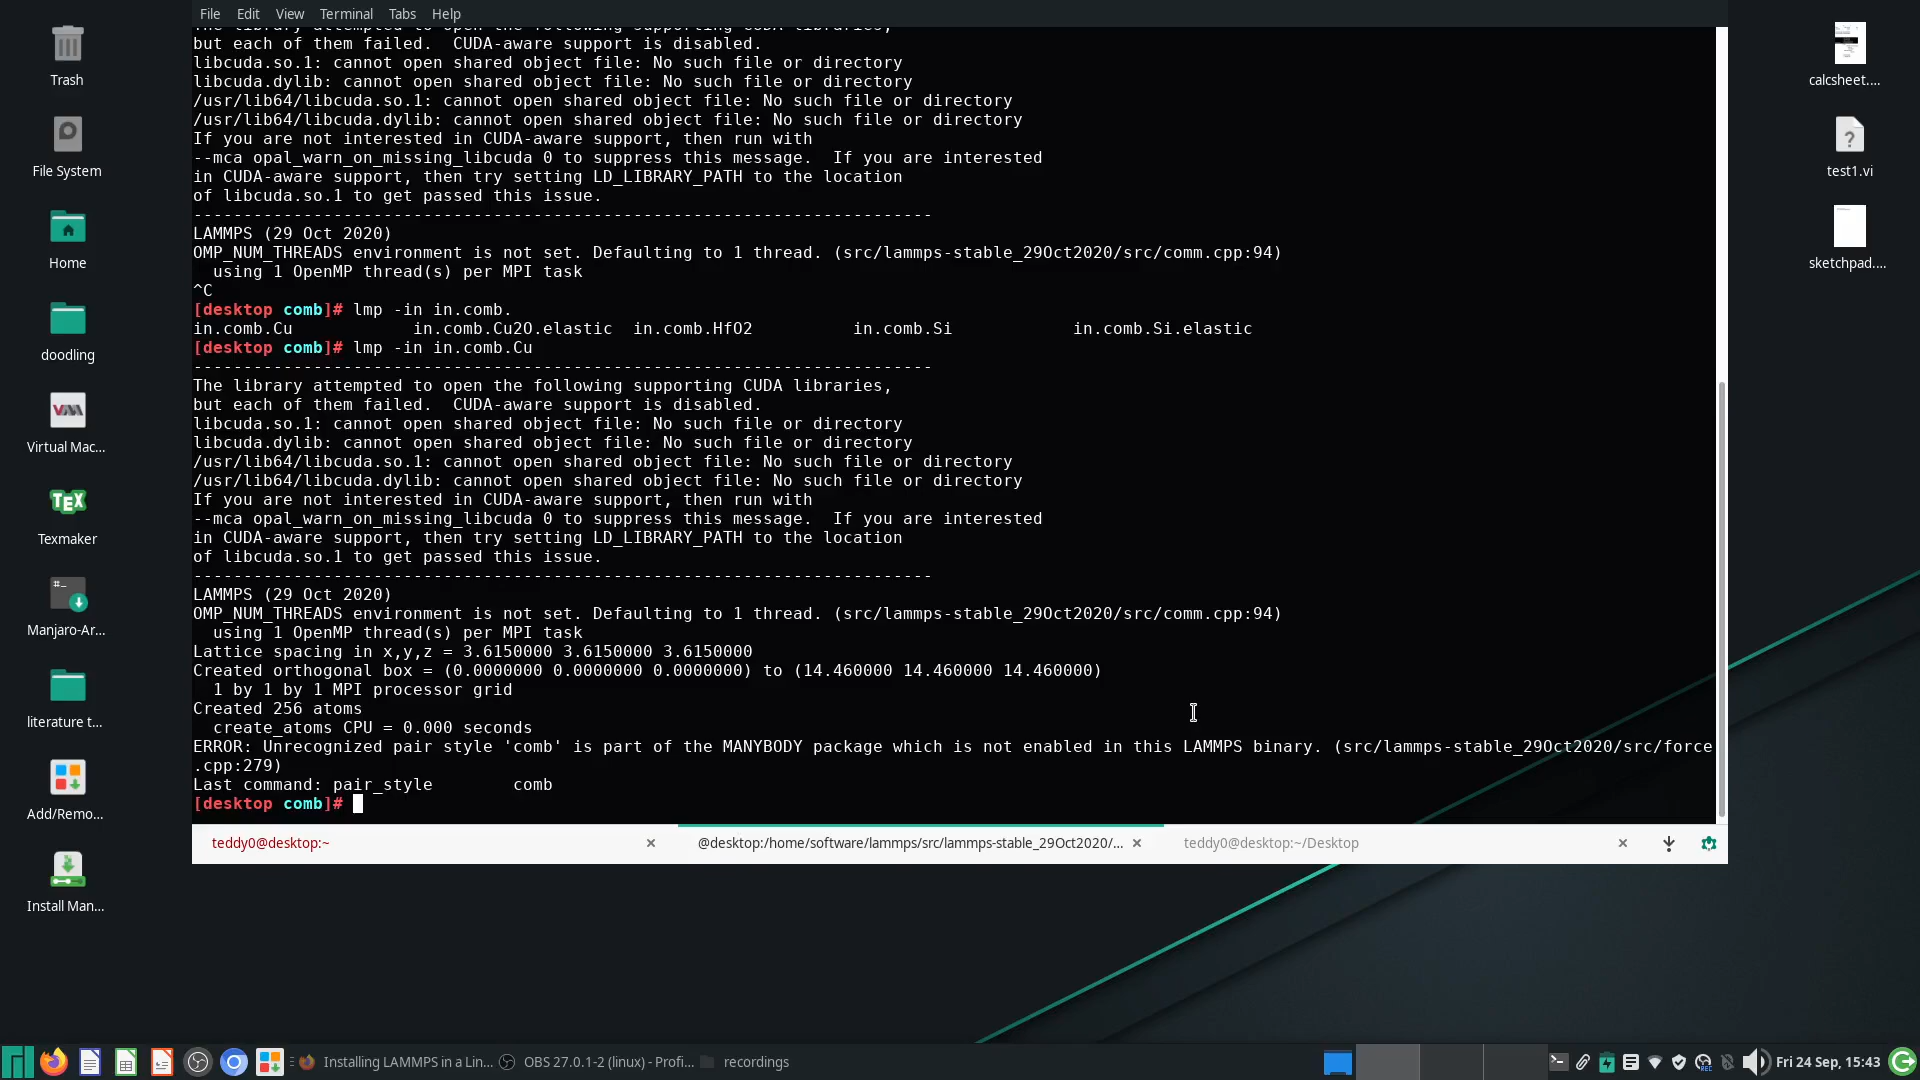 File Edit View Terminal Tabs Help
The library attempted to open the following supporting CUDA libraries,
but each of them failed.  CUDA-aware support is disabled.
libcuda.so.1: cannot open shared object file: No such file or directory
libcuda.dylib: cannot open shared object file: No such file or directory
/usr/lib64/libcuda.so.1: cannot open shared object file: No such file or directory
/usr/lib64/libcuda.dylib: cannot open shared object file: No such file or directory
If you are not interested in CUDA-aware support, then run with
--mca opal_warn_on_missing_libcuda 0 to suppress this message.  If you are interested
in CUDA-aware support, then try setting LD_LIBRARY_PATH to the location
of libcuda.so.1 to get passed this issue.
--------------------------------------------------------------------------
LAMMPS (29 Oct 2020)
OMP_NUM_THREADS environment is not set. Defaulting to 1 thread. (src/lammps-stable_29Oct2020/src/comm.cpp:94)
  using 1 OpenMP thread(s) per MPI task
^C
[desktop comb]# lmp -in in.comb.
in.comb.Cu            in.comb.Cu2O.elastic  in.comb.HfO2          in.comb.Si            in.comb.Si.elastic
[desktop comb]# lmp -in in.comb.Cu
--------------------------------------------------------------------------
The library attempted to open the following supporting CUDA libraries,
but each of them failed.  CUDA-aware support is disabled.
libcuda.so.1: cannot open shared object file: No such file or directory
libcuda.dylib: cannot open shared object file: No such file or directory
/usr/lib64/libcuda.so.1: cannot open shared object file: No such file or directory
/usr/lib64/libcuda.dylib: cannot open shared object file: No such file or directory
If you are not interested in CUDA-aware support, then run with
--mca opal_warn_on_missing_libcuda 0 to suppress this message.  If you are interested
in CUDA-aware support, then try setting LD_LIBRARY_PATH to the location
of libcuda.so.1 to get passed this issue.
--------------------------------------------------------------------------
LAMMPS (29 Oct 2020)
OMP_NUM_THREADS environment is not set. Defaulting to 1 thread. (src/lammps-stable_29Oct2020/src/comm.cpp:94)
  using 1 OpenMP thread(s) per MPI task
Lattice spacing in x,y,z = 3.6150000 3.6150000 3.6150000
Created orthogonal box = (0.0000000 0.0000000 0.0000000) to (14.460000 14.460000 14.460000)
  1 by 1 by 1 MPI processor grid
Created 256 atoms
  create_atoms CPU = 0.000 seconds
ERROR: Unrecognized pair style 'comb' is part of the MANYBODY package which is not enabled in this LAMMPS binary. (src/lammps-stable_29Oct2020/src/force
.cpp:279)
Last command: pair_style        comb
[desktop comb]#
teddy0@desktop:~
@desktop:/home/software/lammps/src/lammps-stable_29Oct2020/...
teddy0@desktop:~/Desktop
Trash
File System
Home
doodling
Virtual Mac...
TEX
Texmaker
Manjaro-Ar...
literature t...
Add/Remo...
Install Man...
calcsheet....
test1.vi
sketchpad....
Installing LAMMPS in a Lin...
OBS 27.0.1-2 (linux) - Profi...
recordings
Fri 24 Sep, 15:43